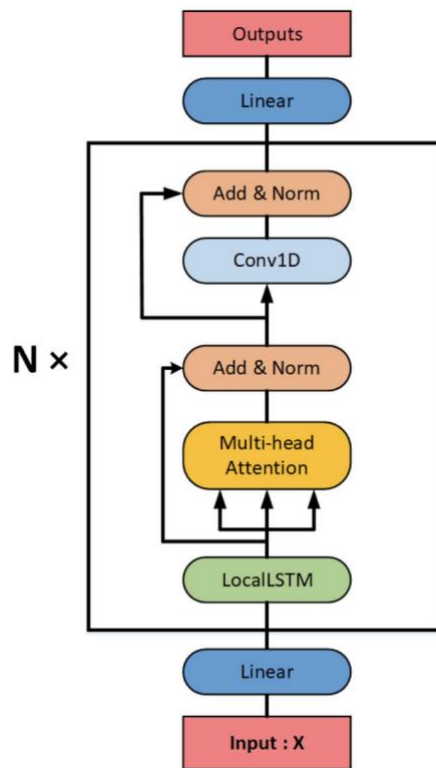 Outputs
Linear
Add & Norm
Conv1D
N ×
Add & Norm
Multi-head
Attention
LocalLSTM
Linear
Input : X